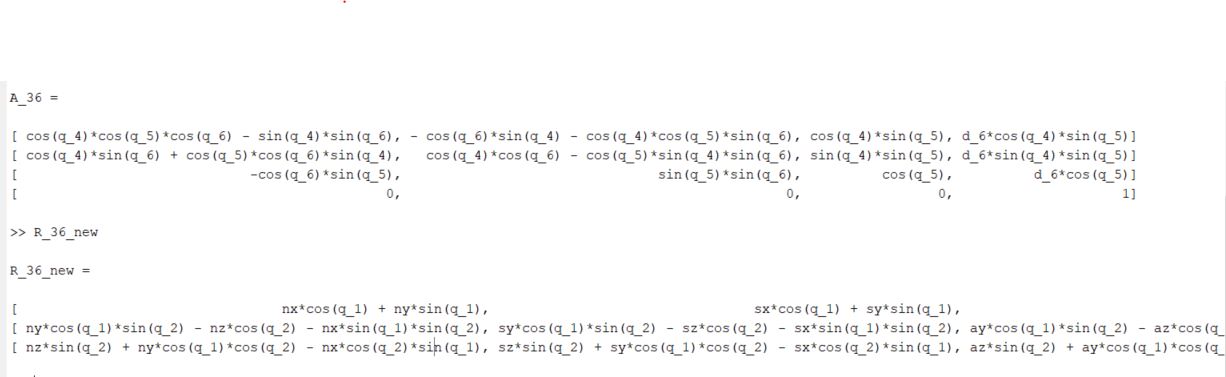 A_36 =
[ cos(q_4)*cos(q_5)*cos(q_6) - sin(q_4)*sin(q_6), - cos(q_6)*sin(q_4) - cos(q_4)*cos(q_5)*sin(q_6), cos(q_4)*sin(q_5), d_6*cos(q_4)*sin(q_5)]
[ cos(q_4)*sin(q_6) + cos(q_5)*cos(q_6)*sin(q_4), cos(q_4)*cos(q_6) - cos(q_5)*sin(q_4)*sin(q_6), sin(q_4)*sin(q_5), d_6*sin(q_4)*sin(q_5)]
[ -cos(q_6)*sin(q_5), sin(q_5)*sin(q_6), cos(q_5), d_6*cos(q_5)]
[ 0, 0, 0, 1]
>> R_36_new
R_36_new =
[ nx*cos(q_1) + ny*sin(q_1), sx*cos(q_1) + sy*sin(q_1),
[ ny*cos(q_1)*sin(q_2) - nz*cos(q_2) - nx*sin(q_1)*sin(q_2), sy*cos(q_1)*sin(q_2) - sz*cos(q_2) - sx*sin(q_1)*sin(q_2), ay*cos(q_1)*sin(q_2) - az*cos(q_
[ nz*sin(q_2) + ny*cos(q_1)*cos(q_2) - nx*cos(q_2)*sin(q_1), sz*sin(q_2) + sy*cos(q_1)*cos(q_2) - sx*cos(q_2)*sin(q_1), az*sin(q_2) + ay*cos(q_1)*cos(q_